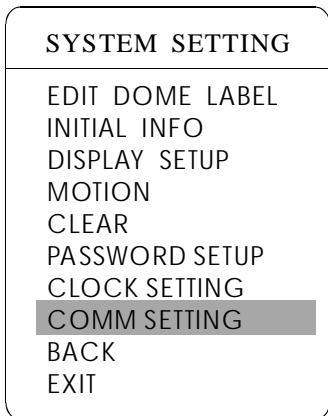 SYSTEM SETTING
EDIT DOME LABEL
INITIAL INFO
DISPLAY SETUP
MOTION
CLEAR
PASSWORD SETUP
CLOCK SETTING
COMM SETTING
BACK
EXIT